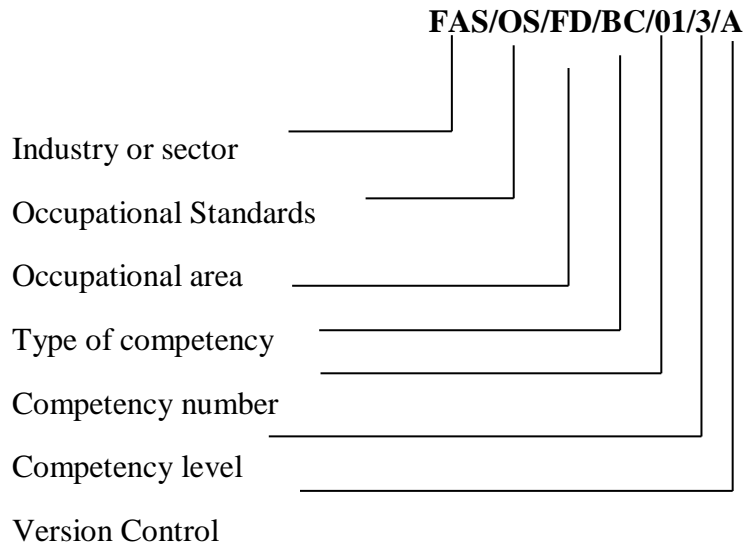 FAS/OS/FD/BC/01/3/A
Industry or sector
Occupational Standards
Occupational area
Type of competency
Competency number
Competency level
Version Control